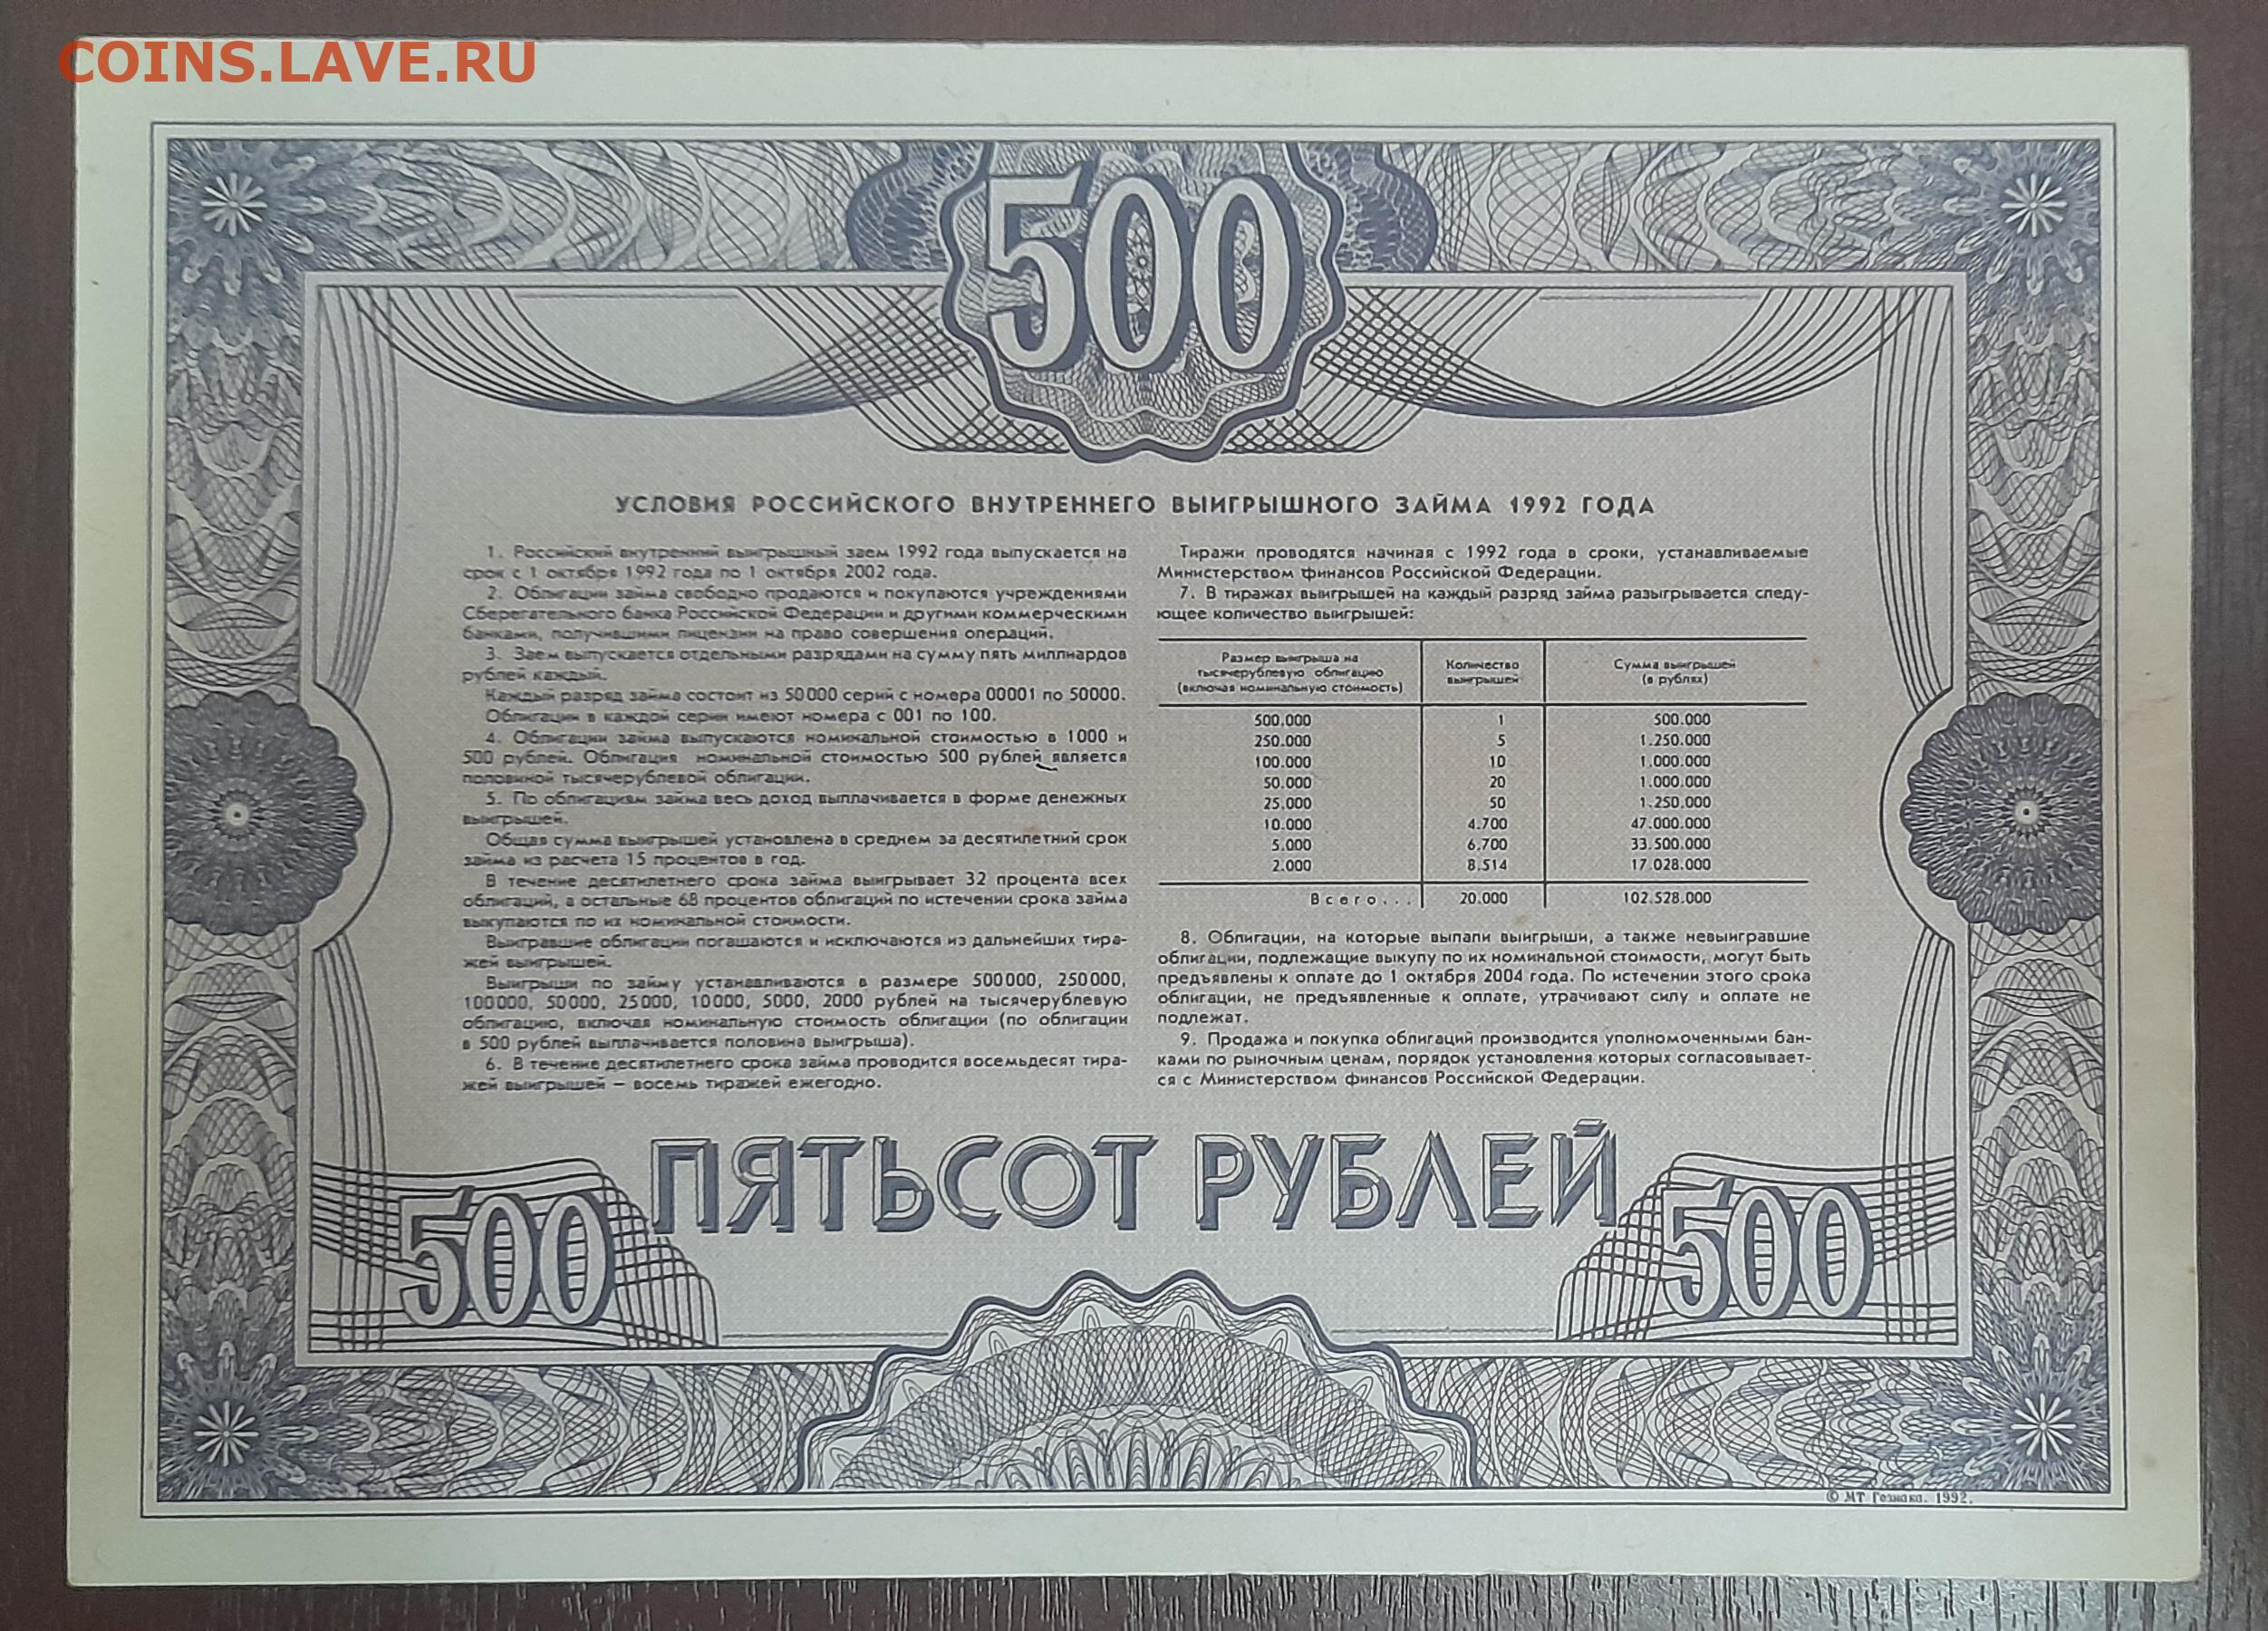 COINS.LAVE.RU
500
УСЛОВИЯ РОССИЙСКОГО ВНУТРЕННЕГО ВЫИГРЫШНОГО ЗАЙМА 1992 ГОДА
1. Российский внутренний выигрышный заем 1992 года выпускается на
срок с 1 октября 1992 года по 1 октября 2002 года.
2. Облигации займа свободно продаются и покупаются учреждениями
Сберегательного банка Российской Федерации и другими коммерческими
банками, получившими лицензии на право совершения операций.
3. Заем выпускается отдельными разрядами на сумму пять миллиардов
рублей каждый.
Каждый разряд займа состоит из 50000 серий с номера 00001 по 50000.
Облигации в каждой серии имеют номера с 001 по 100.
4. Облигации займа выпускаются номинальной стоимостью в 1000 и
500 рублей. Облигация номинальной стоимостью 500 рублей является
половиной тысячерублевой облигации.
5. По облигациям займа весь доход выплачивается в форме денежных
выигрышей.
Общая сумма выигрышей установлена в среднем за десятилетний срок
займа из расчета 15 процентов в год.
В течение десятилетнего срока займа выигрывает 32 процента всех
облигаций, а остальные 68 процентов облигаций по истечении срока займа
выкупаются по их номинальной стоимости.
Выигравшие облигации погашаются и исключаются из дальнейших тира-
жей выигрышей.
Выигрыши по займу устанавливаются в размере 500000, 250000,
100000, 50000, 25000, 10000, 5000, 2000 рублей на тысячерублевую
облигацию, включая номинальную стоимость облигации (по облигации
в 500 рублей выплачивается половина выигрыша).
6. В течение десятилетнего срока займа проводится восемьдесят тира-
жей выигрышей – восемь тиражей ежегодно.
Тиражи проводятся начиная с 1992 года в сроки, устанавливаемые
Министерством финансов Российской Федерации.
7. В тиражах выигрышей на каждый разряд займа разыгрывается следу-
ющее количество выигрышей:
Размер выигрыша на тысячерублевую облигацию (включая номинальную стоимость) Количество выигрышей Сумма выигрышей (в рублях)
500.000 1 500.000
250.000 5 1.250.000
100.000 10 1.000.000
50.000 20 1.000.000
25.000 50 1.250.000
10.000 4.700 47.000.000
5.000 6.700 33.500.000
2.000 8.514 17.028.000
Всего... 20.000 102.528.000
8. Облигации, на которые выпали выигрыши, а также невыигравшие
облигации, подлежащие выкупу по их номинальной стоимости, могут быть
предъявлены к оплате до 1 октября 2004 года. По истечении этого срока
облигации, не предъявленные к оплате, утрачивают силу и оплате не
подлежат.
9. Продажа и покупка облигаций производится уполномоченными бан-
ками по рыночным ценам, порядок установления которых согласовывает-
ся с Министерством финансов Российской Федерации.
ПЯТЬСОТ РУБЛЕЙ
500 500
© МТ Гознака. 1992.